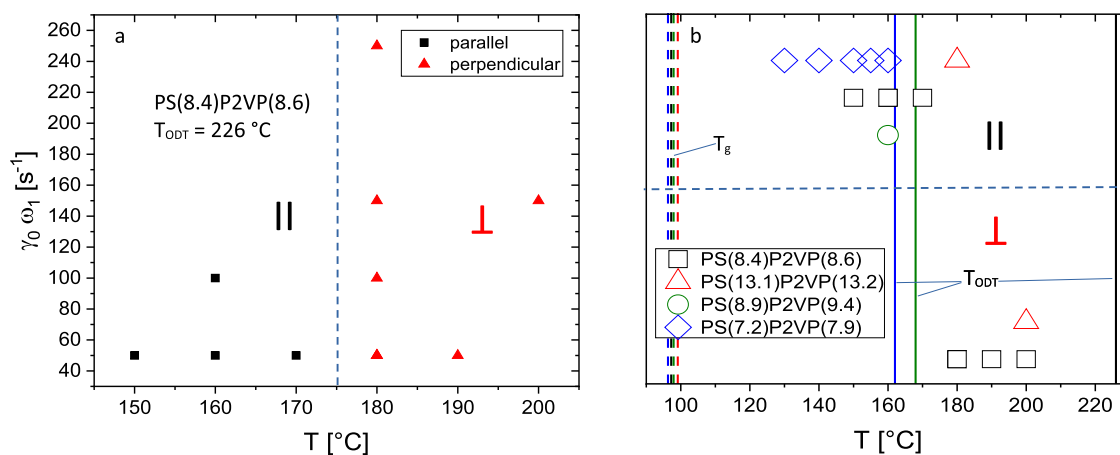 a
parallel
perpendicular
PS(8.4)P2VP(8.6)
T_ODT = 226 °C
||
⊥
260
240
220
200
180
160
140
120
100
80
60
40
γ₀ ω₁ [s⁻¹]
150 160 170 180 190 200
T [°C]
b
T_g
||
⊥
PS(8.4)P2VP(8.6)
PS(13.1)P2VP(13.2)
PS(8.9)P2VP(9.4)
PS(7.2)P2VP(7.9)
T_ODT
100 120 140 160 180 200 220
T [°C]